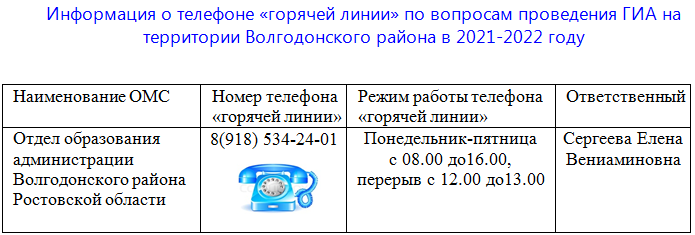 Информация о телефоне «горячей линии» по вопросам проведения ГИА на
территории Волгодонского района в 2021-2022 году
Наименование ОМС
Номер телефона
«горячей линии»
Режим работы телефона
«горячей линии»
Ответственный
Отдел образования
администрации
Волгодонского района
Ростовской области
8(918) 534-24-01
Понедельник-пятница
с 08.00 до16.00,
перерыв с 12.00 до13.00
Сергеева Елена
Вениаминовна